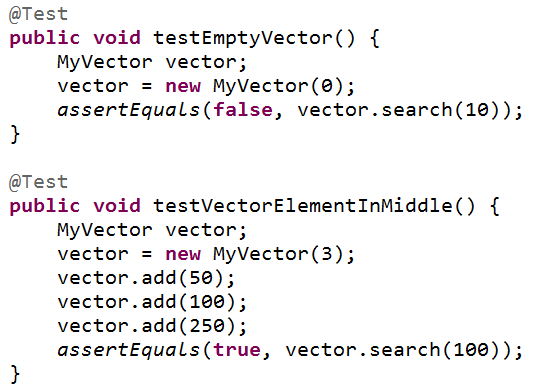 @Test
public void testEmptyVector() {
    MyVector vector;
    vector = new MyVector(0);
    assertEquals(false, vector.search(10));
}
@Test
public void testVectorElementInMiddle() {
    MyVector vector;
    vector = new MyVector(3);
    vector.add(50);
    vector.add(100);
    vector.add(250);
    assertEquals(true, vector.search(100));
}